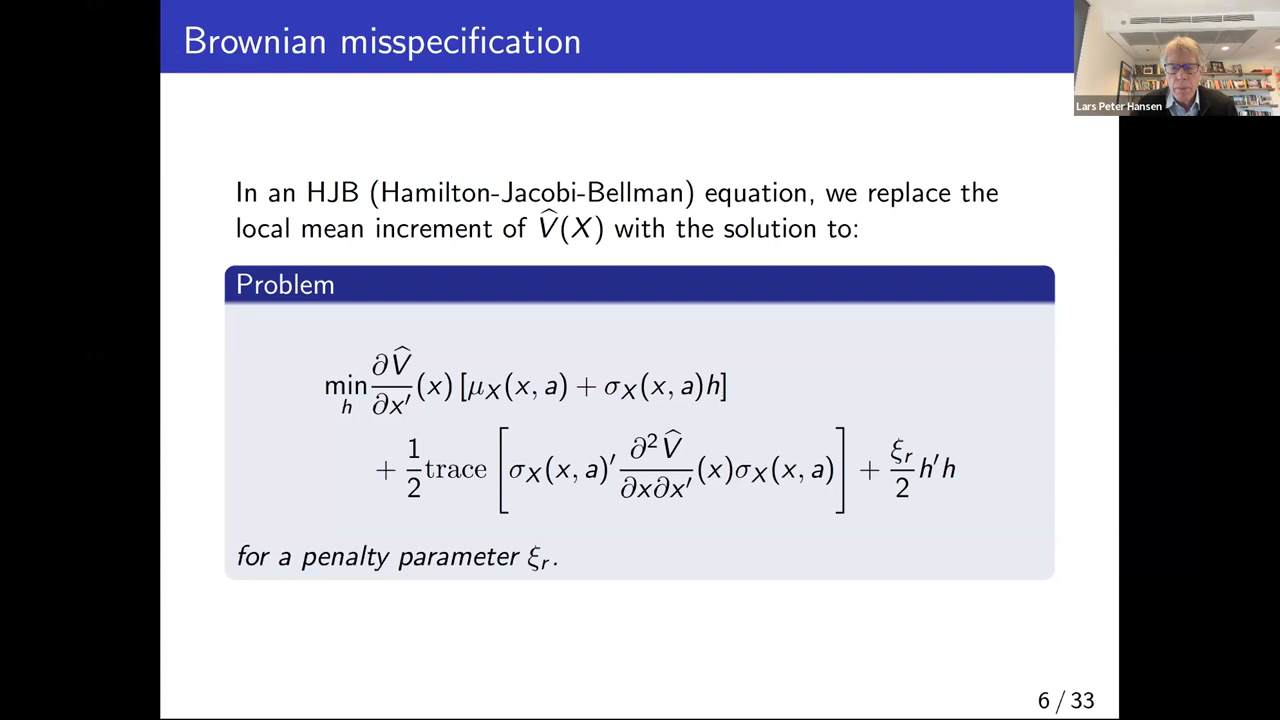 Brownian misspecification
Lars Peter Hansen
In an HJB (Hamilton-Jacobi-Bellman) equation, we replace the
local mean increment of V̂(X) with the solution to:
Problem
min_h ∂V̂/∂x′ (x) [μ_X(x, a) + σ_X(x, a)h]
+ 1/2 trace [σ_X(x, a)′ ∂²V̂/∂x∂x′ (x)σ_X(x, a)] + ξ_r/2 h′h
for a penalty parameter ξ_r.
6 / 33